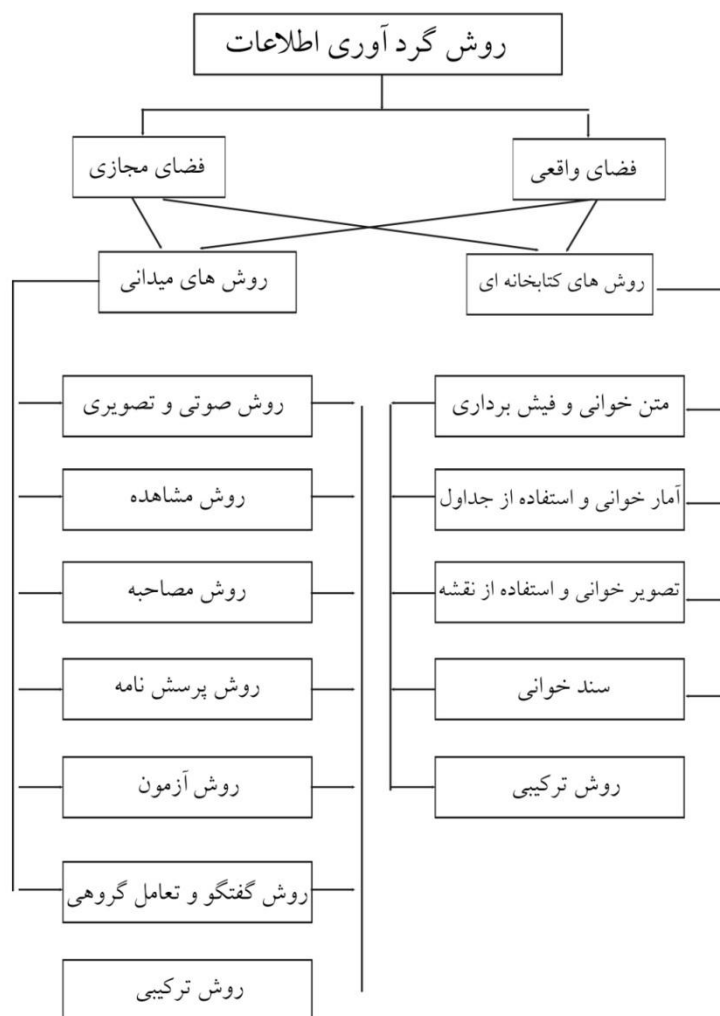 روش گرد آوری اطلاعات
فضای واقعی
فضای مجازی
روش های کتابخانه ای
روش های میدانی
متن خوانی و فیش برداری
آمار خوانی و استفاده از جداول
تصویر خوانی و استفاده از نقشه
سند خوانی
روش ترکیبی
روش صوتی و تصویری
روش مشاهده
روش مصاحبه
روش پرسش نامه
روش آزمون
روش گفتگو و تعامل گروهی
روش ترکیبی